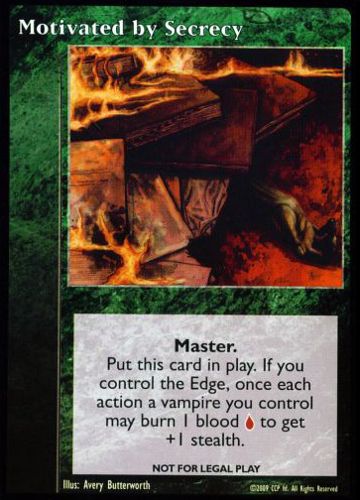 Motivated by Secrecy
Master.
Put this card in play. If you
control the Edge, once each
action a vampire you control
may burn 1 blood to get
+1 stealth.
NOT FOR LEGAL PLAY
Illus: Avery Butterworth
©2009 CCP hf. All Rights Reserved